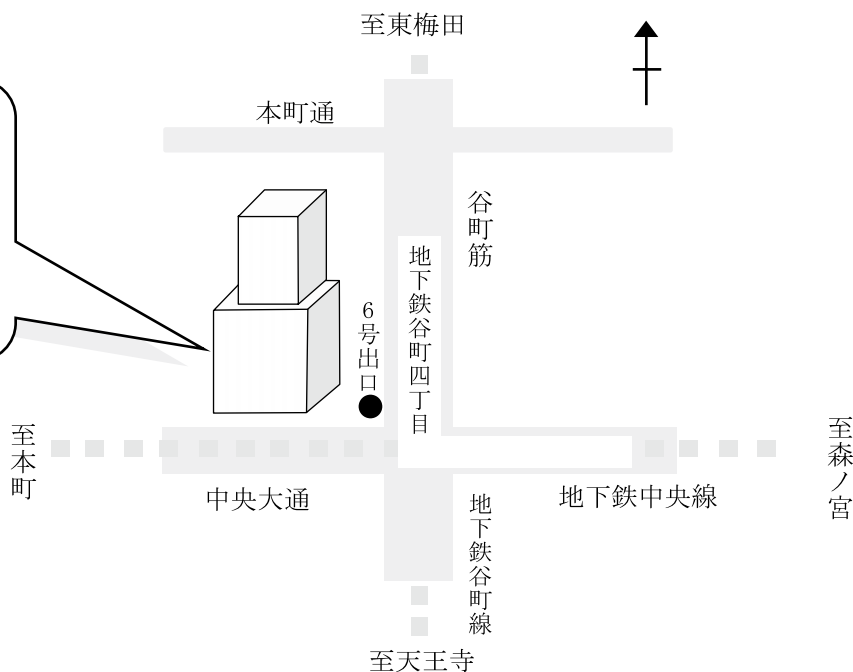 至東梅田
本町通
谷町筋
地下鉄谷町四丁目
6号出口
至本町
至森ノ宮
中央大通
地下鉄中央線
地下鉄谷町線
至天王寺